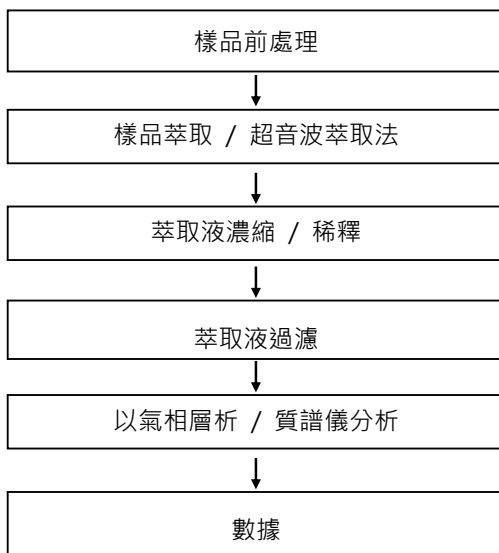 樣品前處理
樣品萃取 / 超音波萃取法
萃取液濃縮 / 稀釋
萃取液過濾
以氣相層析 / 質譜儀分析
數據